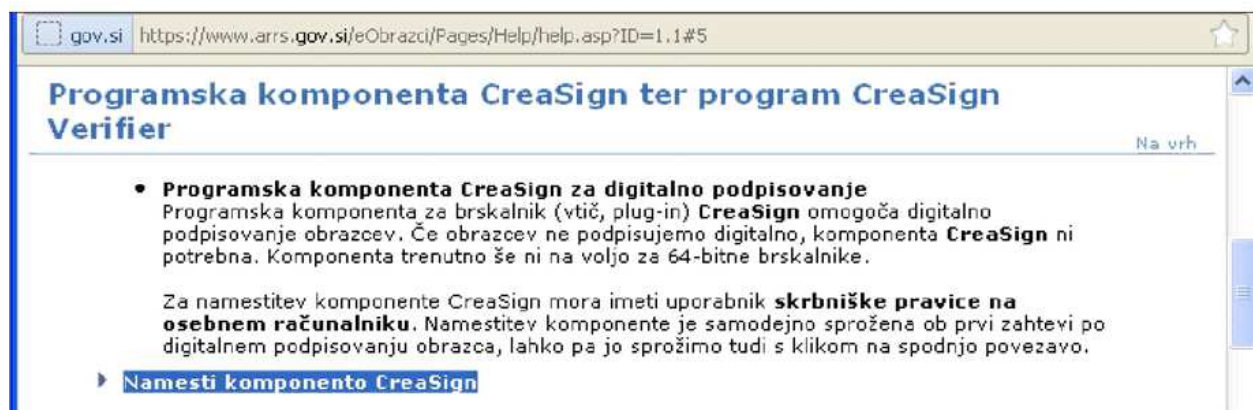 gov.si https://www.arrs.gov.si/eObrazci/Pages/Help/help.asp?ID=1.1#5
Programska komponenta CreaSign ter program CreaSign
Verifier
Na vrh
• Programska komponenta CreaSign za digitalno podpisovanje
Programska komponenta za brskalnik (vtič, plug-in) CreaSign omogoča digitalno
podpisovanje obrazcev. Če obrazcev ne podpisujemo digitalno, komponenta CreaSign ni
potrebna. Komponenta trenutno še ni na voljo za 64-bitne brskalnike.
Za namestitev komponente CreaSign mora imeti uporabnik skrbniške pravice na
osebnem računalniku. Namestitev komponente je samodejno sprožena ob prvi zahtevi po
digitalnem podpisovanju obrazca, lahko pa jo sprožimo tudi s klikom na spodnjo povezavo.
Namesti komponento CreaSign